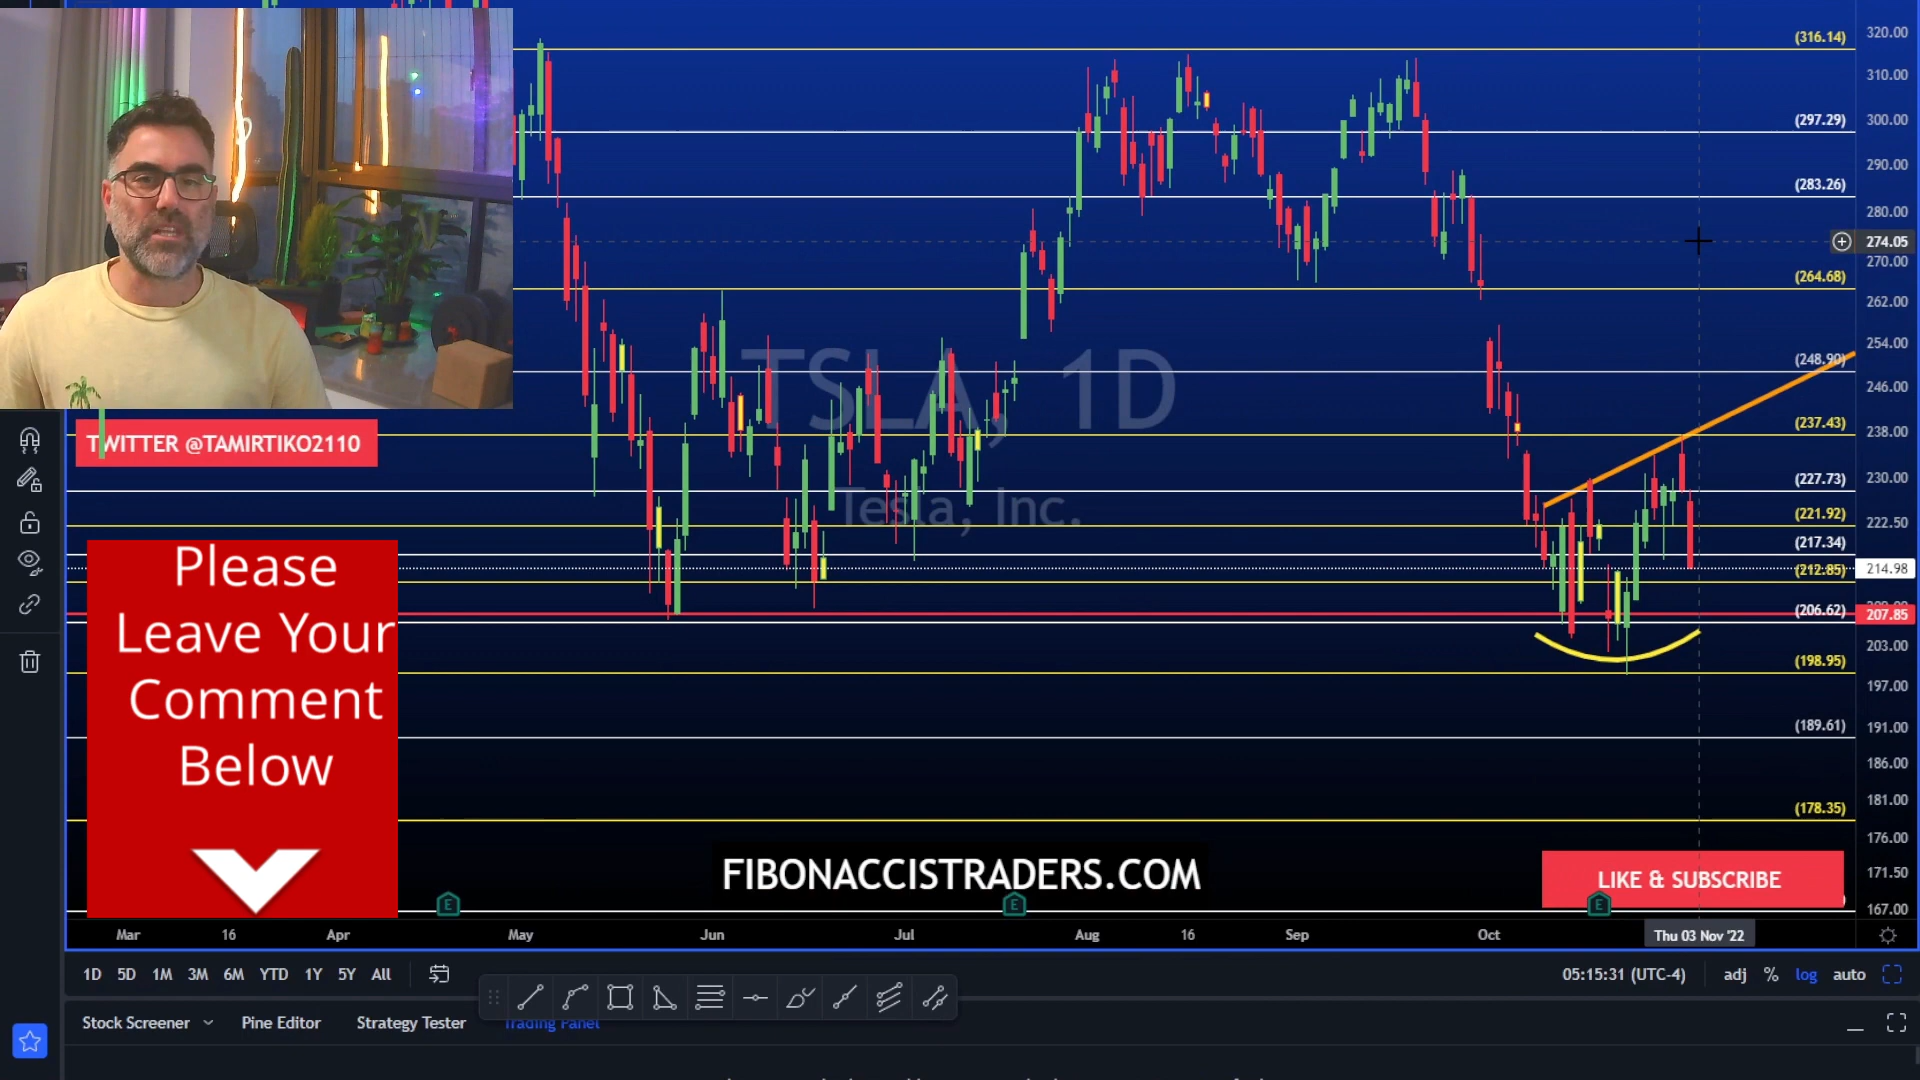 (316.14)
320.00
310.00
(297.29)
300.00
290.00
(283.26)
280.00
274.05
270.00
(264.68)
262.00
254.00
(248.90)
246.00
TSLA, 1D
Tesla, Inc.
(237.43)
238.00
TWITTER @TAMIRTIKO2110
(227.73)
230.00
(221.92)
222.50
(217.34)
214.98
(212.85)
(206.62)
207.85
203.00
(198.95)
197.00
(189.61)
191.00
186.00
(178.35)
181.00
176.00
171.50
167.00
Please
Leave Your
Comment
Below
FIBONACCISTRADERS.COM
LIKE & SUBSCRIBE
E E E
Mar 16 Apr May Jun Jul Aug 16 Sep Oct Thu 03 Nov '22
1D 5D 1M 3M 6M YTD 1Y 5Y All 05:15:31 (UTC-4) adj % log auto
Stock Screener Pine Editor Strategy Tester Trading Panel